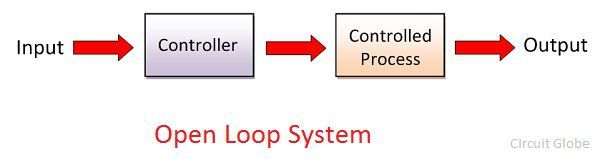 Input
Controller
Controlled
Process
Output
Open Loop System
CIrcuit Globe